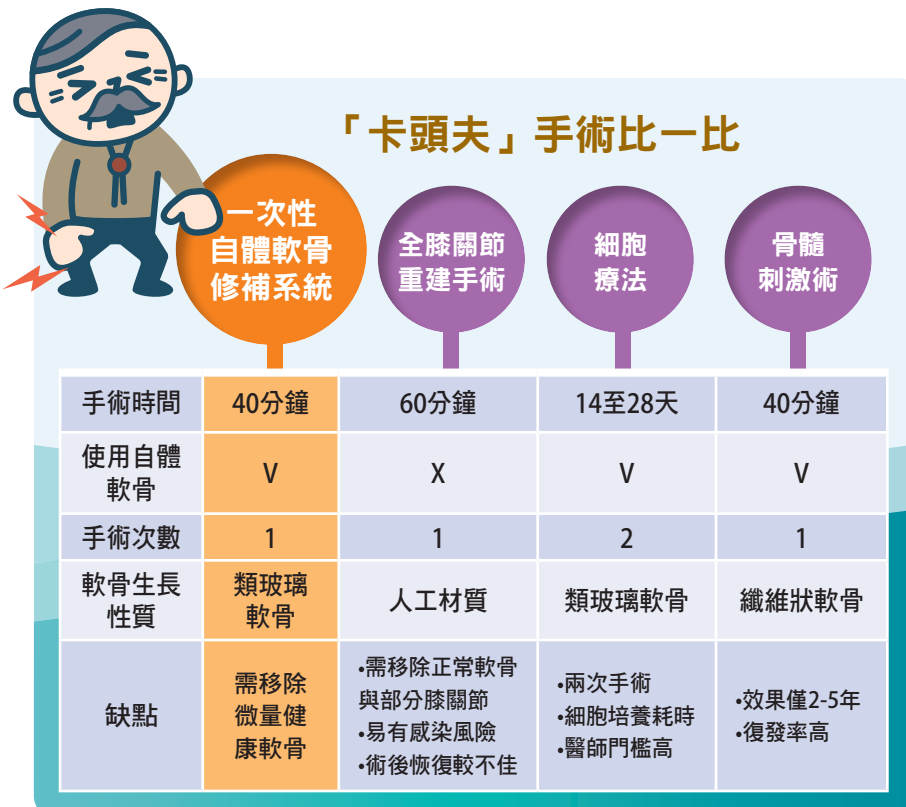 「卡頭夫」手術比一比
一次性
自體軟骨
修補系統
全膝關節
重建手術
細胞
療法
骨髓
刺激術
手術時間
40分鐘
60分鐘
14至28天
40分鐘
使用自體
軟骨
V
X
V
V
手術次數
1
1
2
1
軟骨生長
性質
類玻璃
軟骨
人工材質
類玻璃軟骨
纖維狀軟骨
缺點
需移除
微量健
康軟骨
•需移除正常軟骨
與部分膝關節
•易有感染風險
•術後恢復較不佳
•兩次手術
•細胞培養耗時
•醫師門檻高
•效果僅2-5年
•復發率高